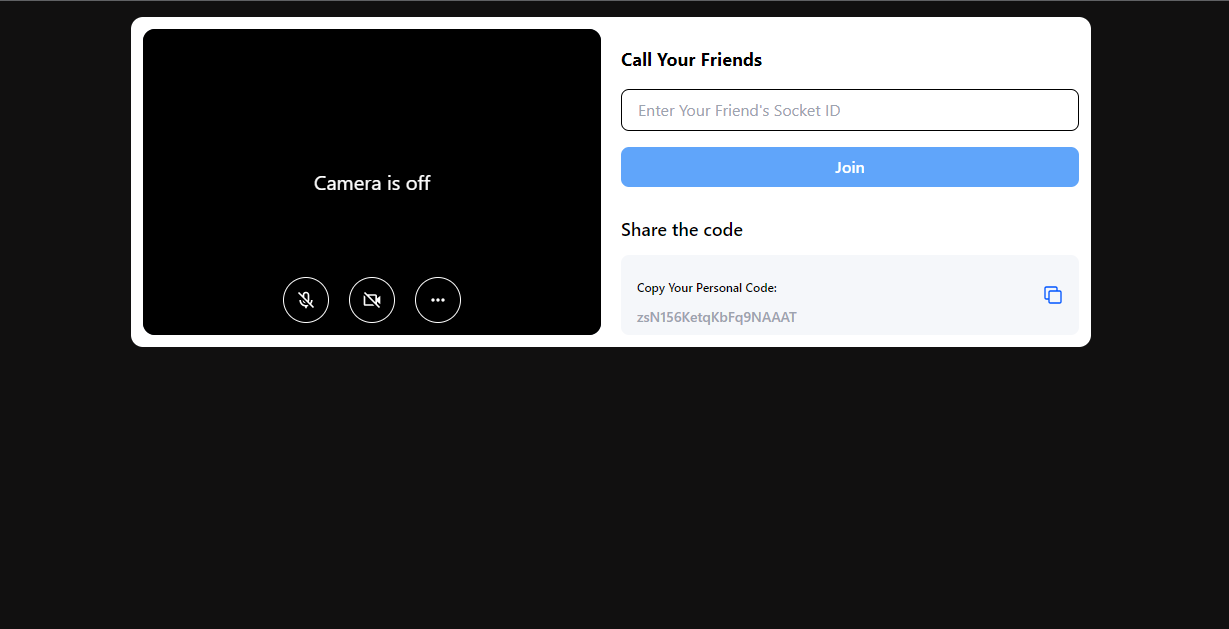 Camera is off
Call Your Friends
Enter Your Friend's Socket ID
Join
Share the code
Copy Your Personal Code:
zsN156KetqKbFq9NAAAT